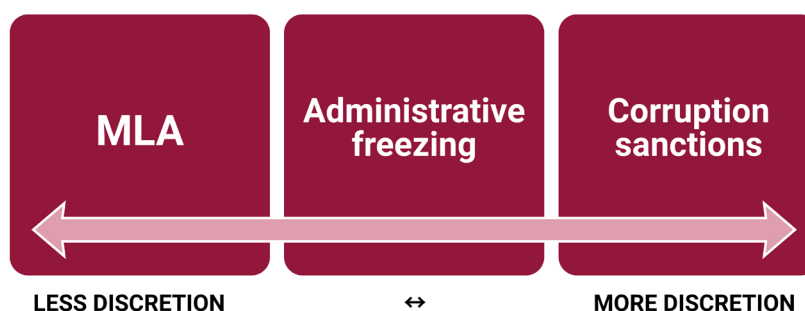 MLA
Administrative
freezing
Corruption
sanctions
LESS DISCRETION
↔
MORE DISCRETION